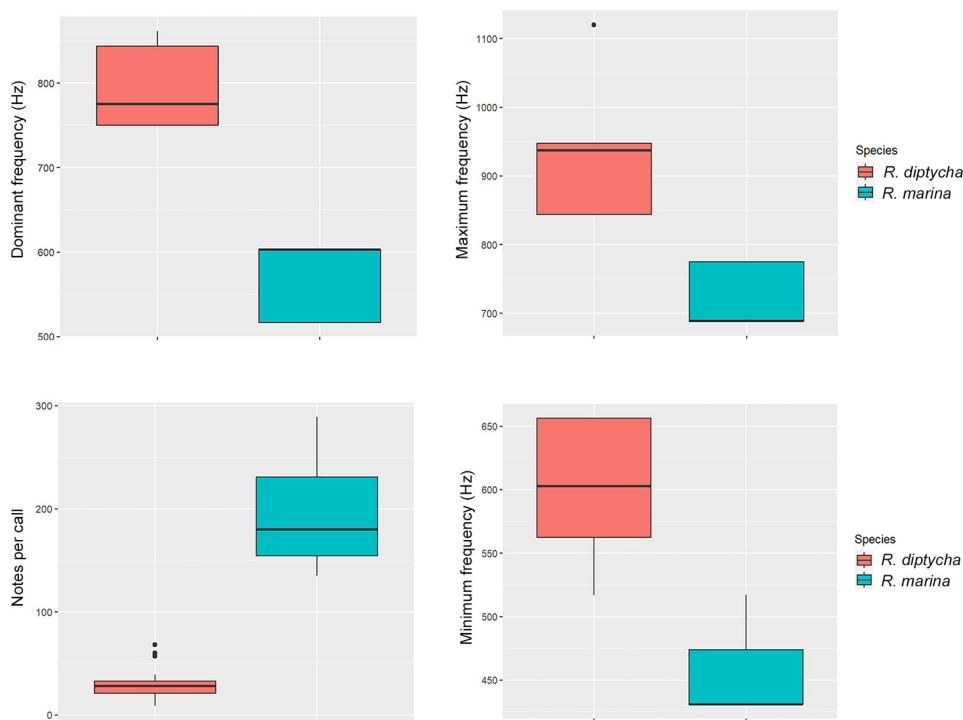 Dominant frequency (Hz)
800
700
600
500
Maximum frequency (Hz)
1100
1000
900
800
700
Species
R. diptycha
R. marina
Notes per call
300
200
100
0
Minimum frequency (Hz)
650
600
550
500
450
Species
R. diptycha
R. marina